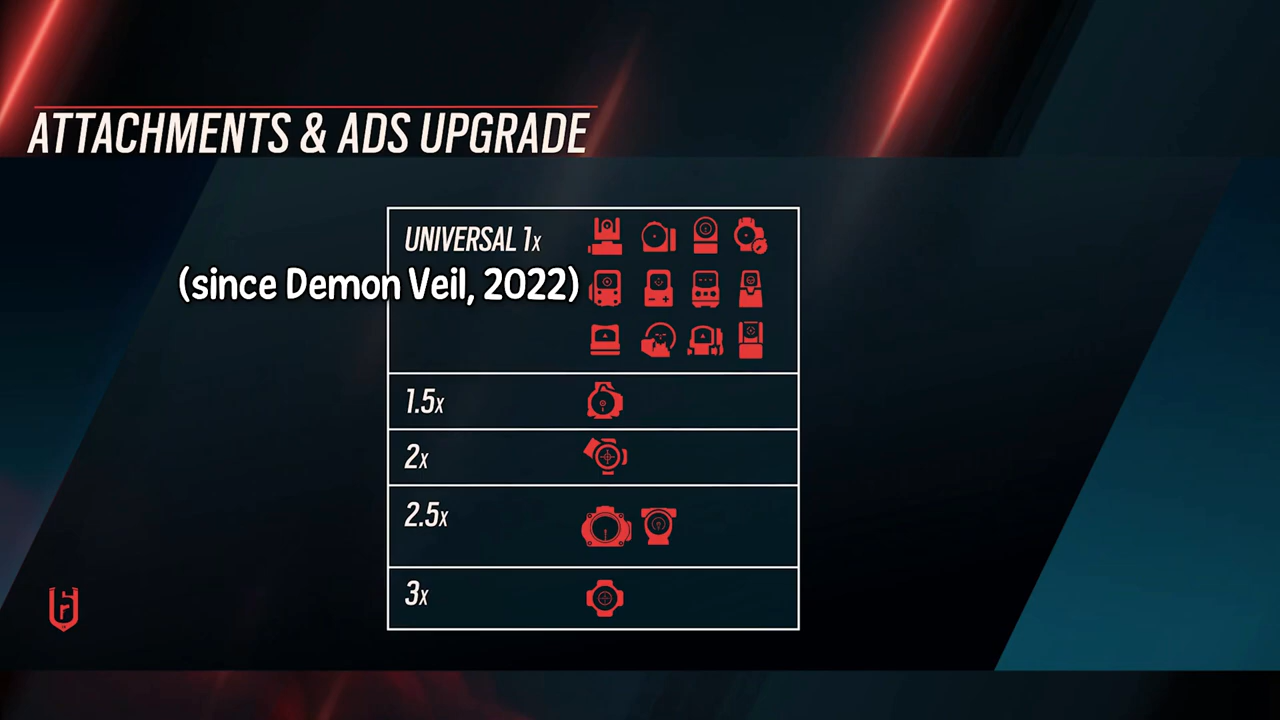 ATTACHMENTS & ADS UPGRADE
UNIVERSAL 1x
(since Demon Veil, 2022)
1.5x
2x
2.5x
3x